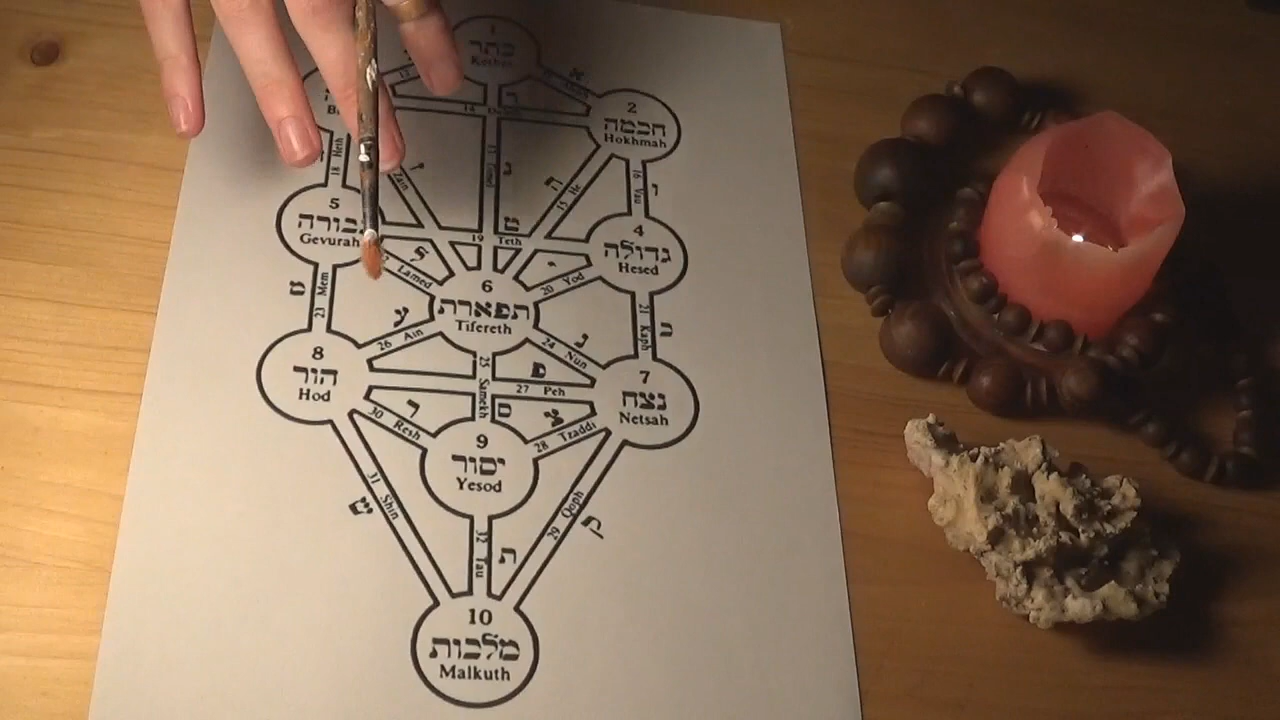 1
כתר
Kether
2
חכמה
Hokhmah
14
18 Heth
16 Vau
ו
Zain
ז
ג
ה
15 He
5
Gevurah
4
גדולה
Hesed
19 Teth
ט
ל
Lamed
י
20 Yod
6
תפארת
Tifereth
מ
23 Mem
21 Kaph
כ
ע
26 Ain
נ
24 Nun
8
הוד
Hod
25 Samekh
ס
פ
27 Peh
7
נצח
Netsah
ר
30 Resh
צ
28 Tzaddi
9
יסוד
Yesod
31 Shin
ש
32 Tau
ת
29 Qoph
ק
10
מלכות
Malkuth